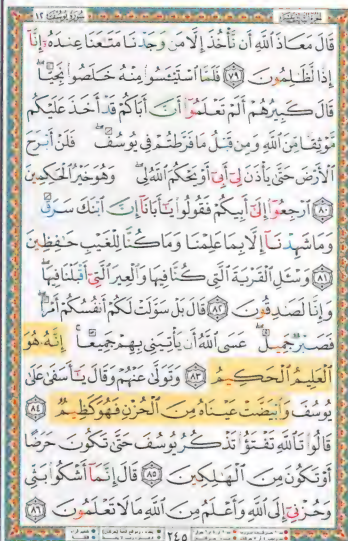 سُورَةُ يُوسُفَ ١٢
قَالَ مَعَاذَ ٱللَّهِ أَن نَّأۡخُذَ إِلَّا مَن وَجَدۡنَا مَتَٰعَنَا عِندَهُۥٓ إِنَّآ
إِذٗا لَّظَٰلِمُونَ ٧٩ فَلَمَّا ٱسۡتَيۡـَٔسُواْ مِنۡهُ خَلَصُواْ نَجِيّٗاۖ
قَالَ كَبِيرُهُمۡ أَلَمۡ تَعۡلَمُوٓاْ أَنَّ أَبَاكُمۡ قَدۡ أَخَذَ عَلَيۡكُم
مَّوۡثِقٗا مِّنَ ٱللَّهِ وَمِن قَبۡلُ مَا فَرَّطتُمۡ فِي يُوسُفَۖ فَلَنۡ أَبۡرَحَ
ٱلۡأَرۡضَ حَتَّىٰ يَأۡذَنَ لِيٓ أَبِيٓ أَوۡ يَحۡكُمَ ٱللَّهُ لِيۖ وَهُوَ خَيۡرُ ٱلۡحَٰكِمِينَ
٨٠ ٱرۡجِعُوٓاْ إِلَىٰٓ أَبِيكُمۡ فَقُولُواْ يَٰٓأَبَانَآ إِنَّ ٱبۡنَكَ سَرَقَ
وَمَا شَهِدۡنَآ إِلَّا بِمَا عَلِمۡنَا وَمَا كُنَّا لِلۡغَيۡبِ حَٰفِظِينَ
٨١ وَسۡـَٔلِ ٱلۡقَرۡيَةَ ٱلَّتِي كُنَّا فِيهَا وَٱلۡعِيرَ ٱلَّتِيٓ أَقۡبَلۡنَا فِيهَاۖ
وَإِنَّا لَصَٰدِقُونَ ٨٢ قَالَ بَلۡ سَوَّلَتۡ لَكُمۡ أَنفُسُكُمۡ أَمۡرٗاۖ
فَصَبۡرٞ جَمِيلٌۖ عَسَى ٱللَّهُ أَن يَأۡتِيَنِي بِهِمۡ جَمِيعًاۚ إِنَّهُۥ هُوَ
ٱلۡعَلِيمُ ٱلۡحَكِيمُ ٨٣ وَتَوَلَّىٰ عَنۡهُمۡ وَقَالَ يَٰٓأَسَفَىٰ عَلَىٰ
يُوسُفَ وَٱبۡيَضَّتۡ عَيۡنَاهُ مِنَ ٱلۡحُزۡنِ فَهُوَ كَظِيمٞ ٨٤
قَالُواْ تَٱللَّهِ تَفۡتَؤُاْ تَذۡكُرُ يُوسُفَ حَتَّىٰ تَكُونَ حَرَضًا
أَوۡ تَكُونَ مِنَ ٱلۡهَٰلِكِينَ ٨٥ قَالَ إِنَّمَآ أَشۡكُواْ بَثِّي
وَحُزۡنِيٓ إِلَى ٱللَّهِ وَأَعۡلَمُ مِنَ ٱللَّهِ مَا لَا تَعۡلَمُونَ ٨٦
٢٤٥